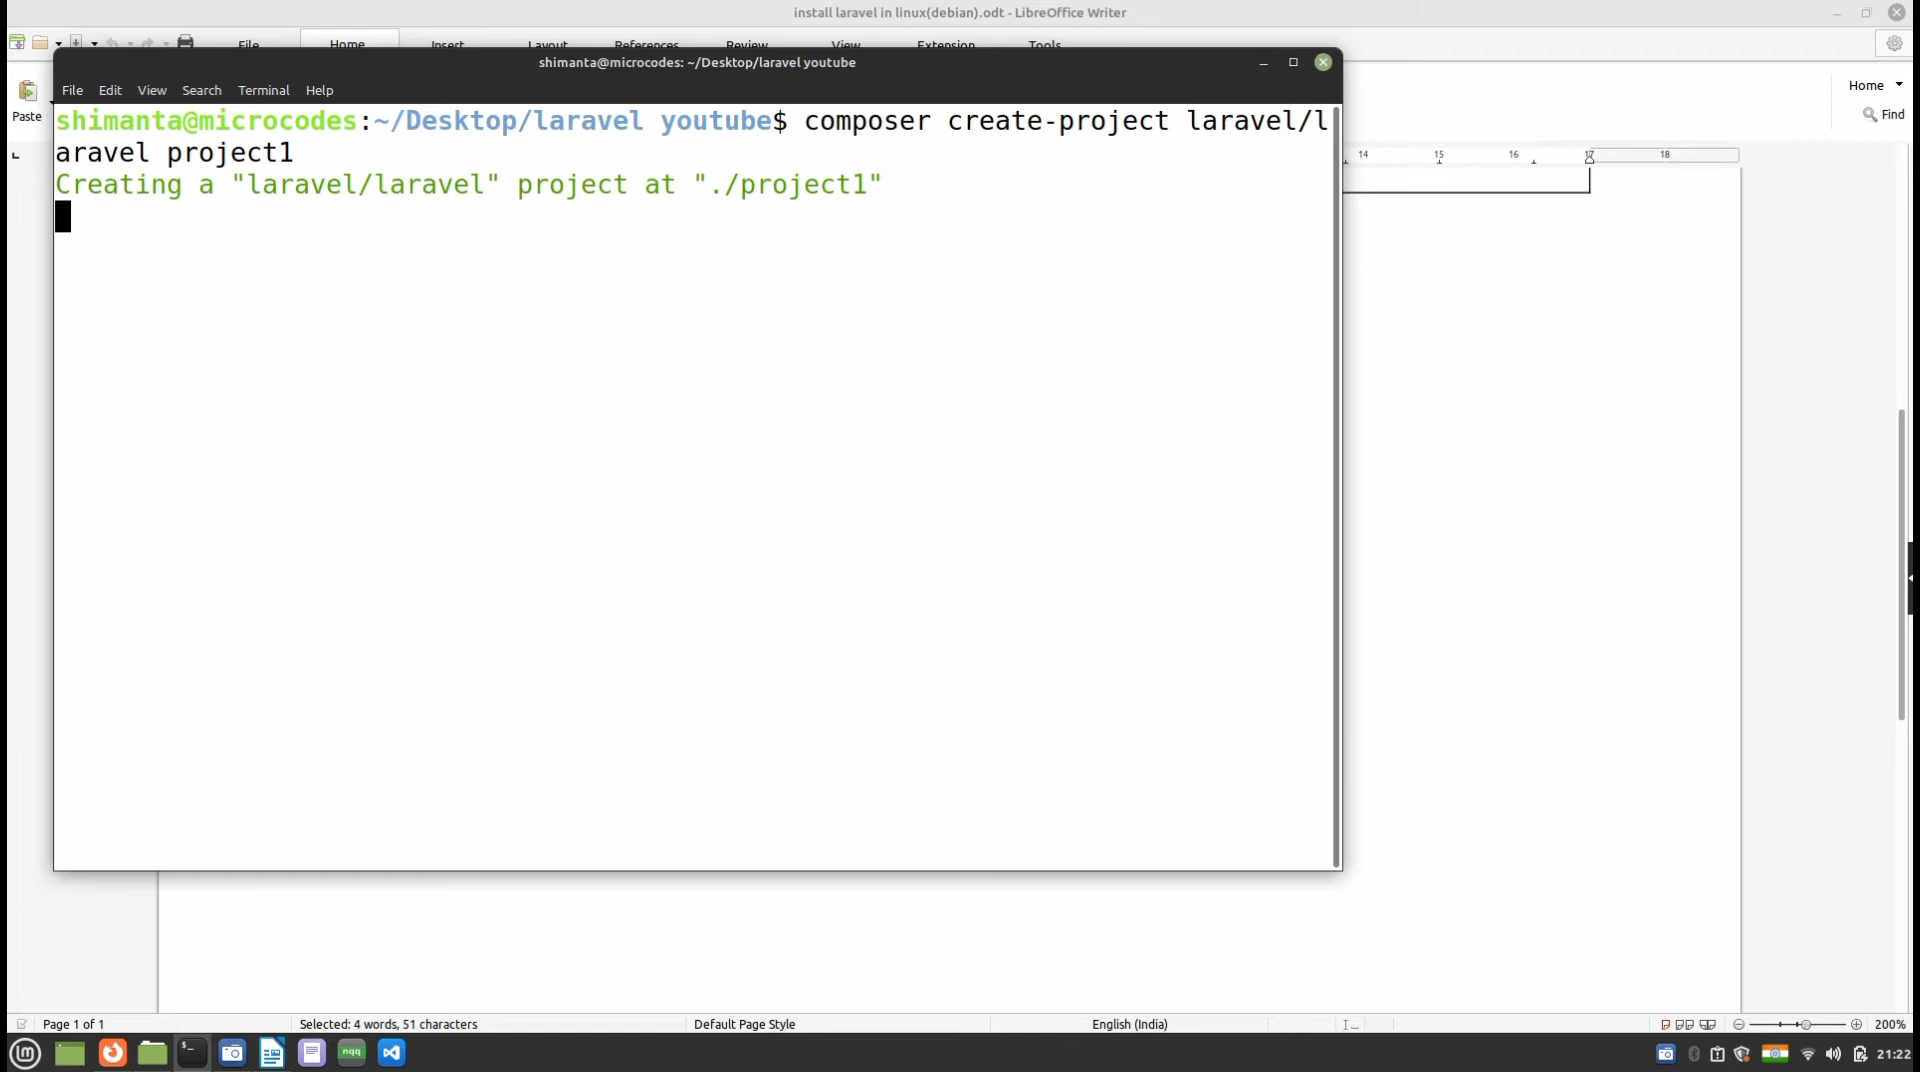 install laravel in linux(debian).odt - LibreOffice Writer
File Home Insert Layout References Review View Extension Tools
shimanta@microcodes: ~/Desktop/laravel youtube
File Edit View Search Terminal Help
Home
Paste
Find
shimanta@microcodes:~/Desktop/laravel youtube$ composer create-project laravel/l
aravel project1
Creating a "laravel/laravel" project at "./project1"
14 15 16 17 18
Page 1 of 1 Selected: 4 words, 51 characters Default Page Style English (India) 200%
nqq 21:22